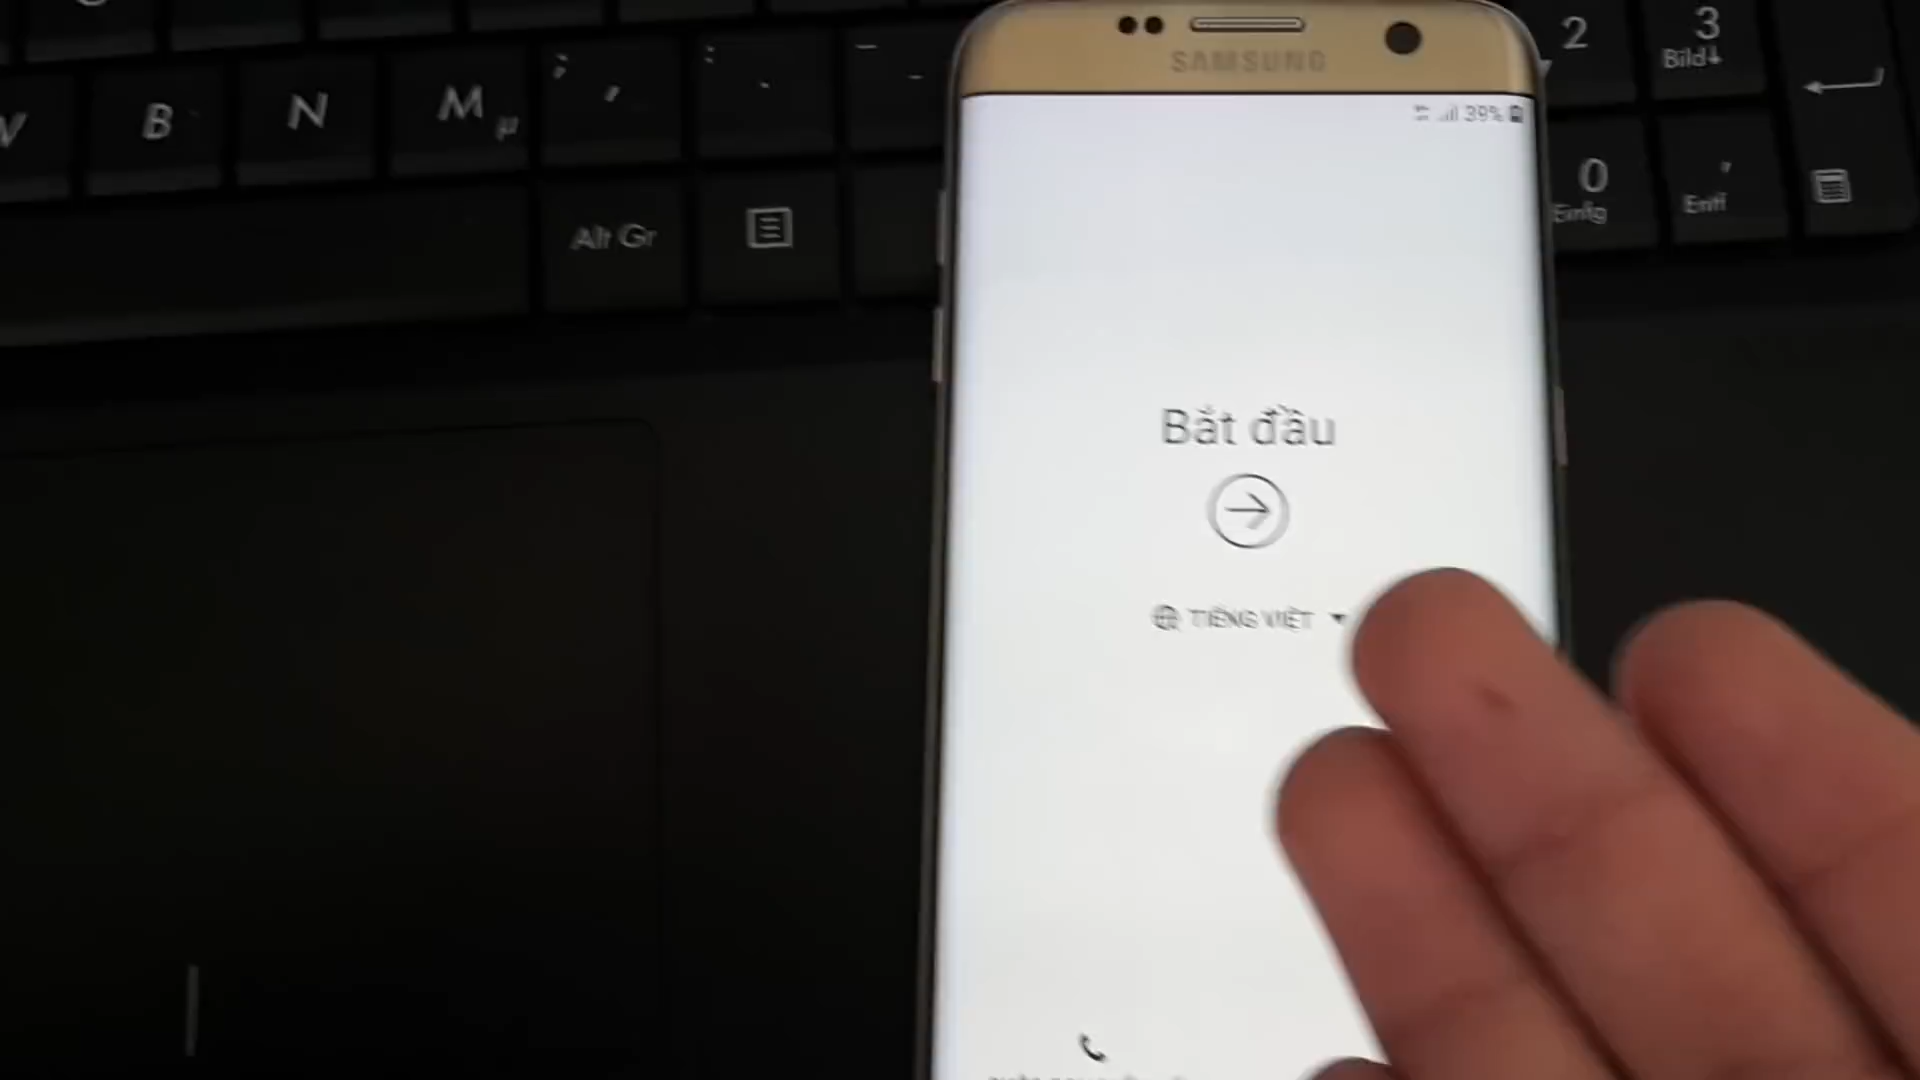 SAMSUNG
39%
Bắt đầu
TIẾNG VIỆT
V
B
N
M
µ
; ,
: .
_ -
Alt Gr
2
3
Bild↓
0
Einfg
,
Entf